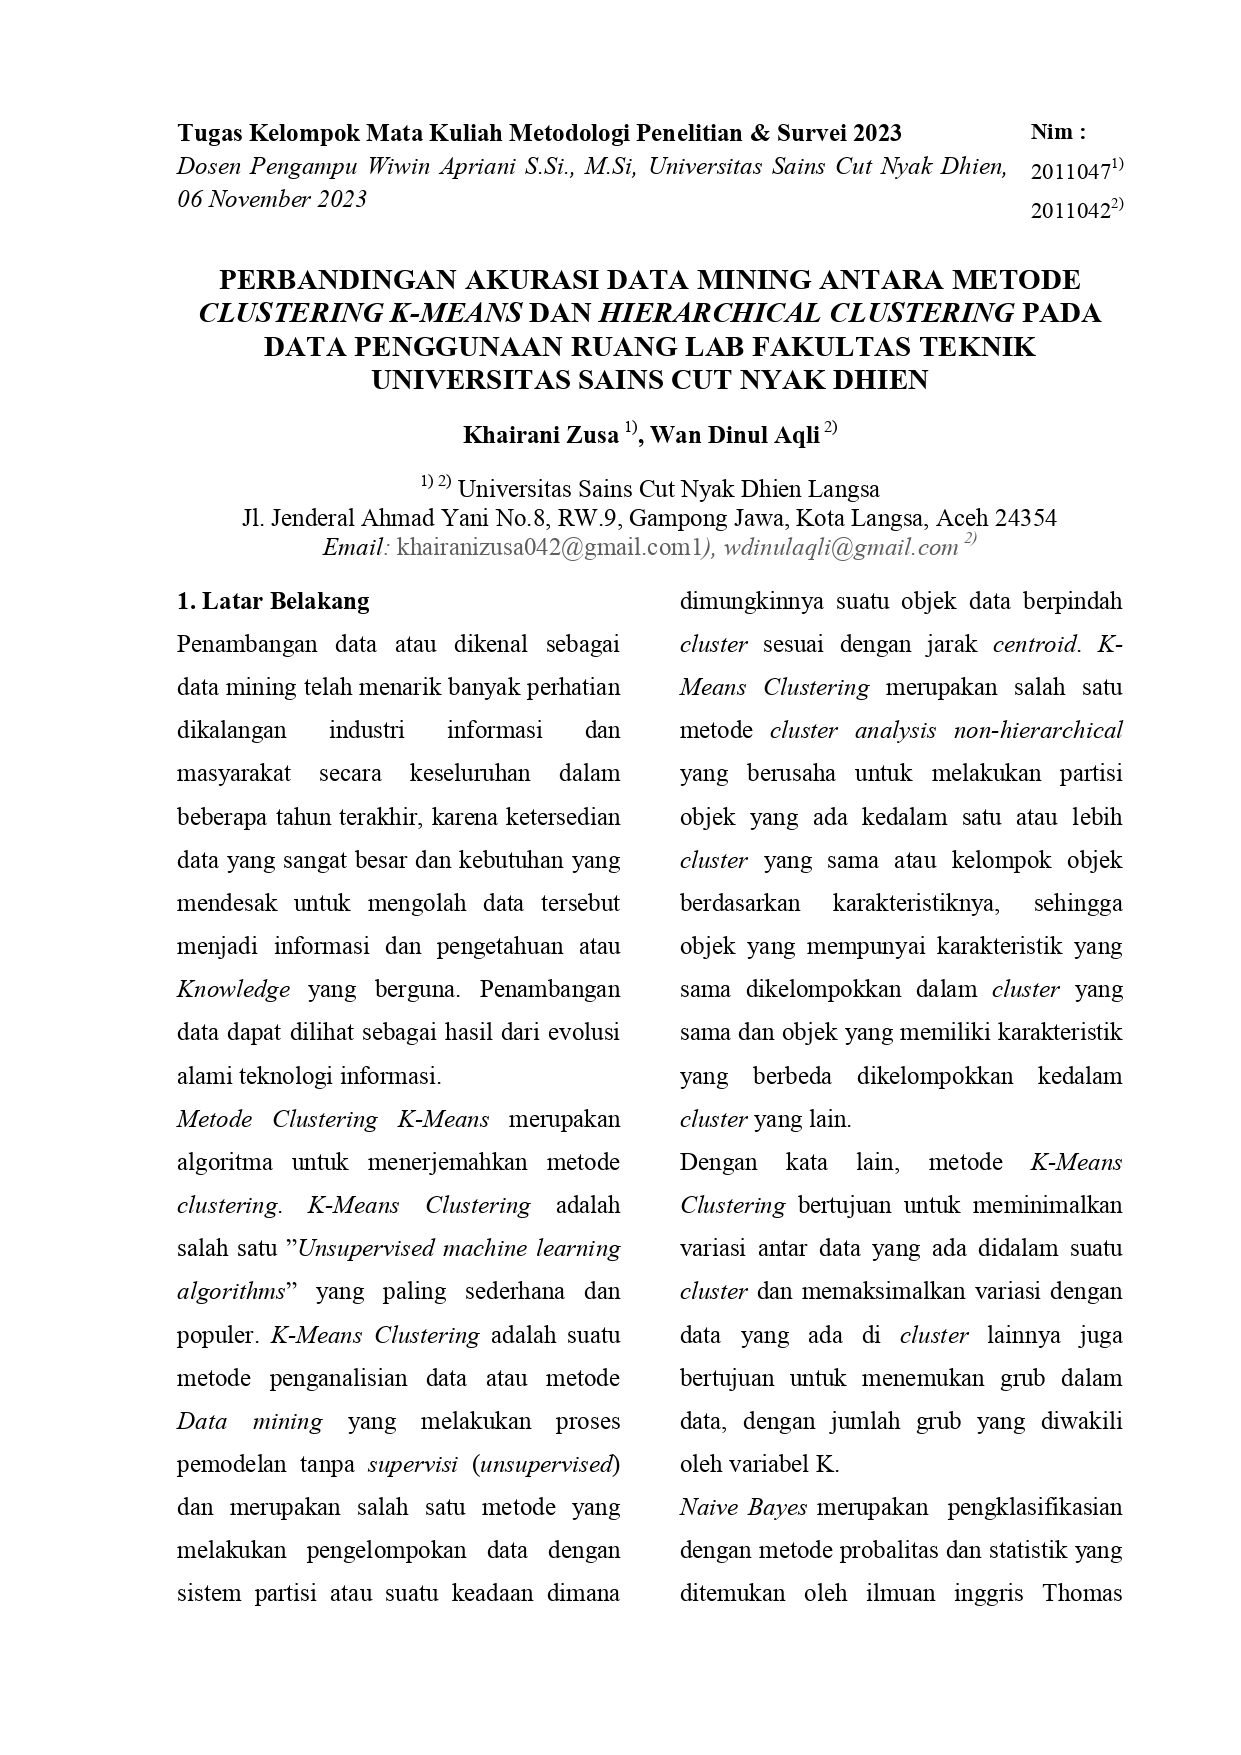 Tugas Kelompok Mata Kuliah Metodologi Penelitian & Survei 2023
Dosen Pengampu Wiwin Apriani S.Si., M.Si, Universitas Sains Cut Nyak Dhien,
06 November 2023
Nim :
2011047¹⁾
2011042²⁾
PERBANDINGAN AKURASI DATA MINING ANTARA METODE
CLUSTERING K-MEANS DAN HIERARCHICAL CLUSTERING PADA
DATA PENGGUNAAN RUANG LAB FAKULTAS TEKNIK
UNIVERSITAS SAINS CUT NYAK DHIEN
Khairani Zusa ¹⁾, Wan Dinul Aqli ²⁾
¹⁾ ²⁾ Universitas Sains Cut Nyak Dhien Langsa
Jl. Jenderal Ahmad Yani No.8, RW.9, Gampong Jawa, Kota Langsa, Aceh 24354
Email: khairanizusa042@gmail.com1), wdinulaqli@gmail.com ²⁾
1. Latar Belakang
Penambangan data atau dikenal sebagai
data mining telah menarik banyak perhatian
dikalangan industri informasi dan
masyarakat secara keseluruhan dalam
beberapa tahun terakhir, karena ketersedian
data yang sangat besar dan kebutuhan yang
mendesak untuk mengolah data tersebut
menjadi informasi dan pengetahuan atau
Knowledge yang berguna. Penambangan
data dapat dilihat sebagai hasil dari evolusi
alami teknologi informasi.
Metode Clustering K-Means merupakan
algoritma untuk menerjemahkan metode
clustering. K-Means Clustering adalah
salah satu ”Unsupervised machine learning
algorithms” yang paling sederhana dan
populer. K-Means Clustering adalah suatu
metode penganalisian data atau metode
Data mining yang melakukan proses
pemodelan tanpa supervisi (unsupervised)
dan merupakan salah satu metode yang
melakukan pengelompokan data dengan
sistem partisi atau suatu keadaan dimana
dimungkinnya suatu objek data berpindah
cluster sesuai dengan jarak centroid. K-
Means Clustering merupakan salah satu
metode cluster analysis non-hierarchical
yang berusaha untuk melakukan partisi
objek yang ada kedalam satu atau lebih
cluster yang sama atau kelompok objek
berdasarkan karakteristiknya, sehingga
objek yang mempunyai karakteristik yang
sama dikelompokkan dalam cluster yang
sama dan objek yang memiliki karakteristik
yang berbeda dikelompokkan kedalam
cluster yang lain.
Dengan kata lain, metode K-Means
Clustering bertujuan untuk meminimalkan
variasi antar data yang ada didalam suatu
cluster dan memaksimalkan variasi dengan
data yang ada di cluster lainnya juga
bertujuan untuk menemukan grub dalam
data, dengan jumlah grub yang diwakili
oleh variabel K.
Naive Bayes merupakan pengklasifikasian
dengan metode probalitas dan statistik yang
ditemukan oleh ilmuan inggris Thomas